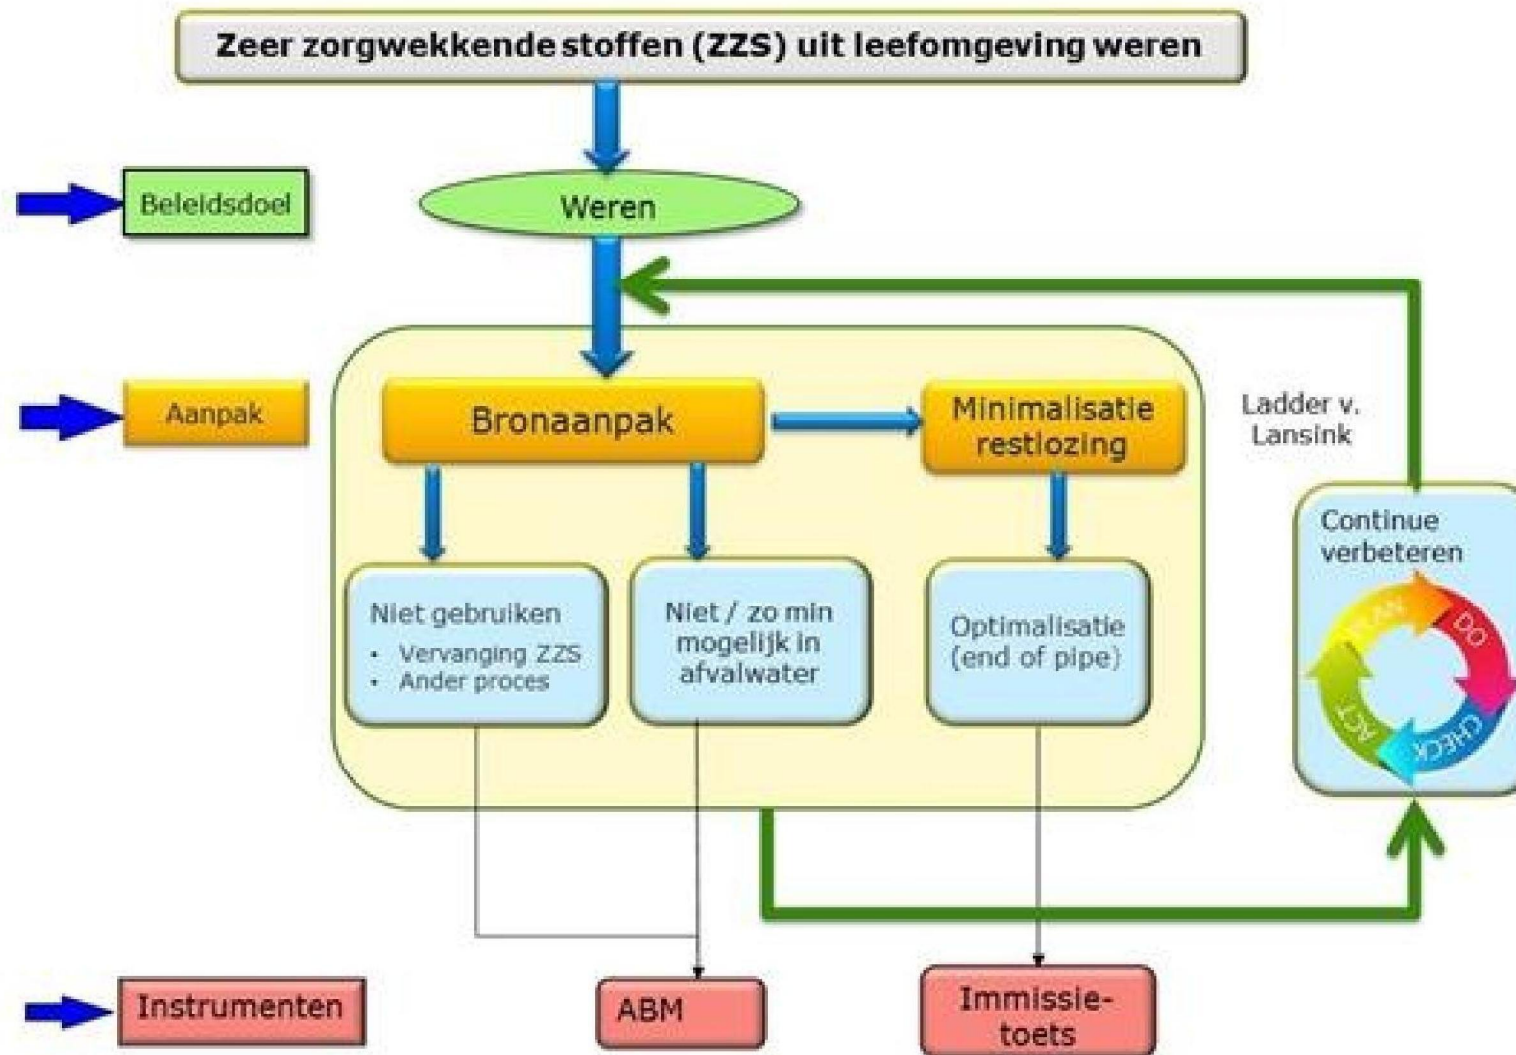 Zeer zorgwekkende stoffen (ZZS) uit leefomgeving weren
Beleidsdoel
Weren
Aanpak
Bronaanpak
Minimalisatie
restlozing
Ladder v.
Lansink
Continue
verbeteren
PLAN
DO
CHECK
ACT
Niet gebruiken
• Vervanging ZZS
• Ander proces
Niet / zo min
mogelijk in
afvalwater
Optimalisatie
(end of pipe)
Instrumenten
ABM
Immissie-
toets